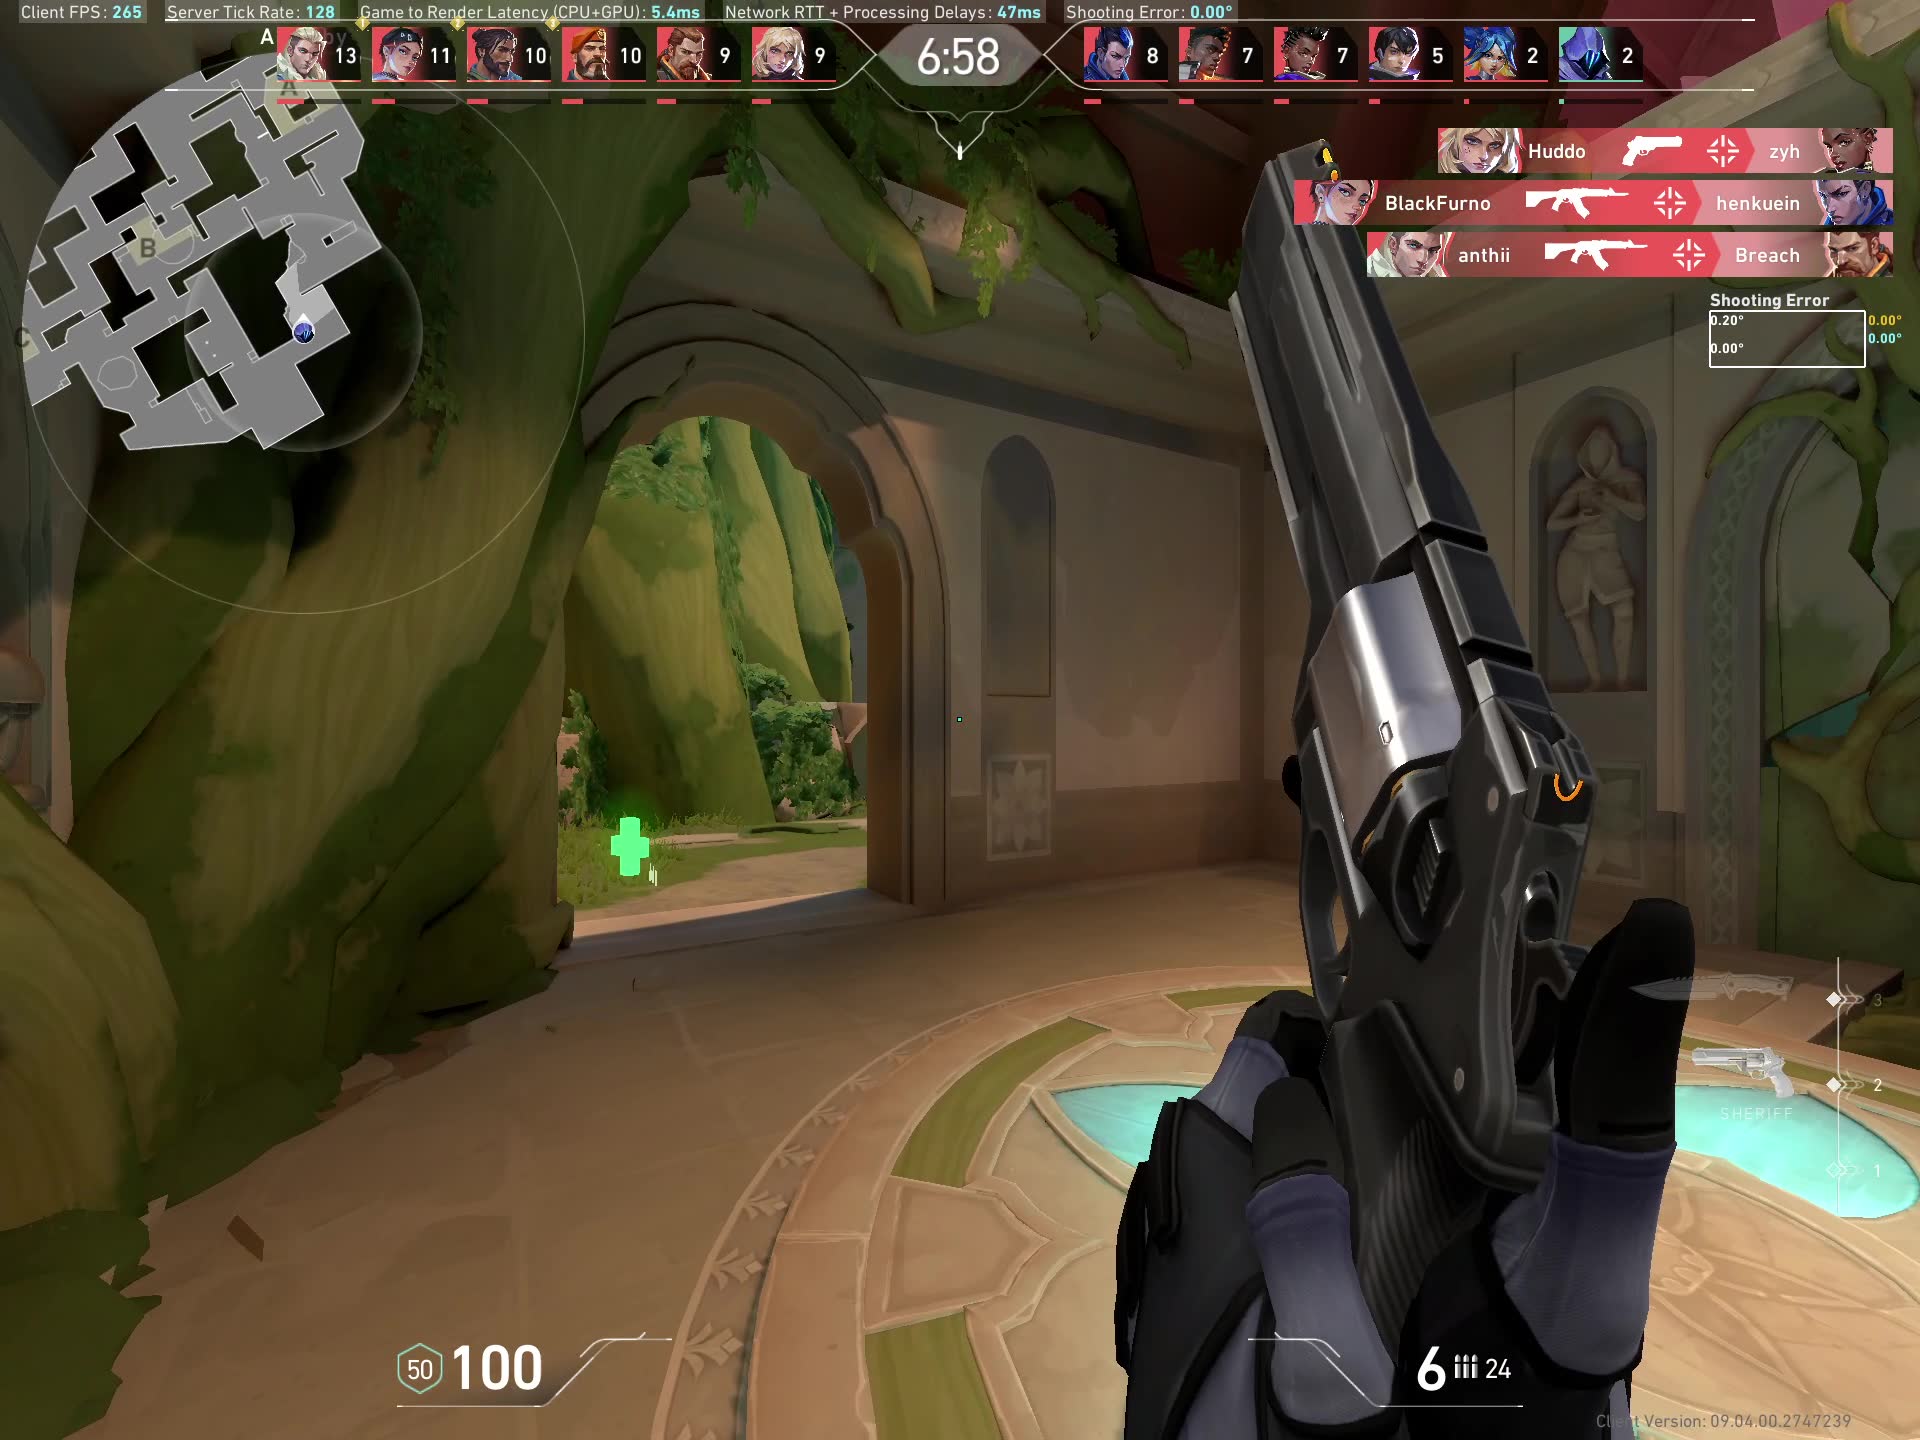 Client FPS: 265 Server Tick Rate: 128 Game to Render Latency (CPU+GPU): 5.4ms Network RTT + Processing Delays: 47ms Shooting Error: 0.00°
A
13 11 10 10 9 9 6:58 8 7 7 5 2 2
A
B
C
Huddo zyh
BlackFurno henkuein
anthii Breach
Shooting Error
0.20° 0.00°
0.00°
0.00°
3
2
SHERIFF
1
50 100
6 24
Client Version: 09.04.00.2747239